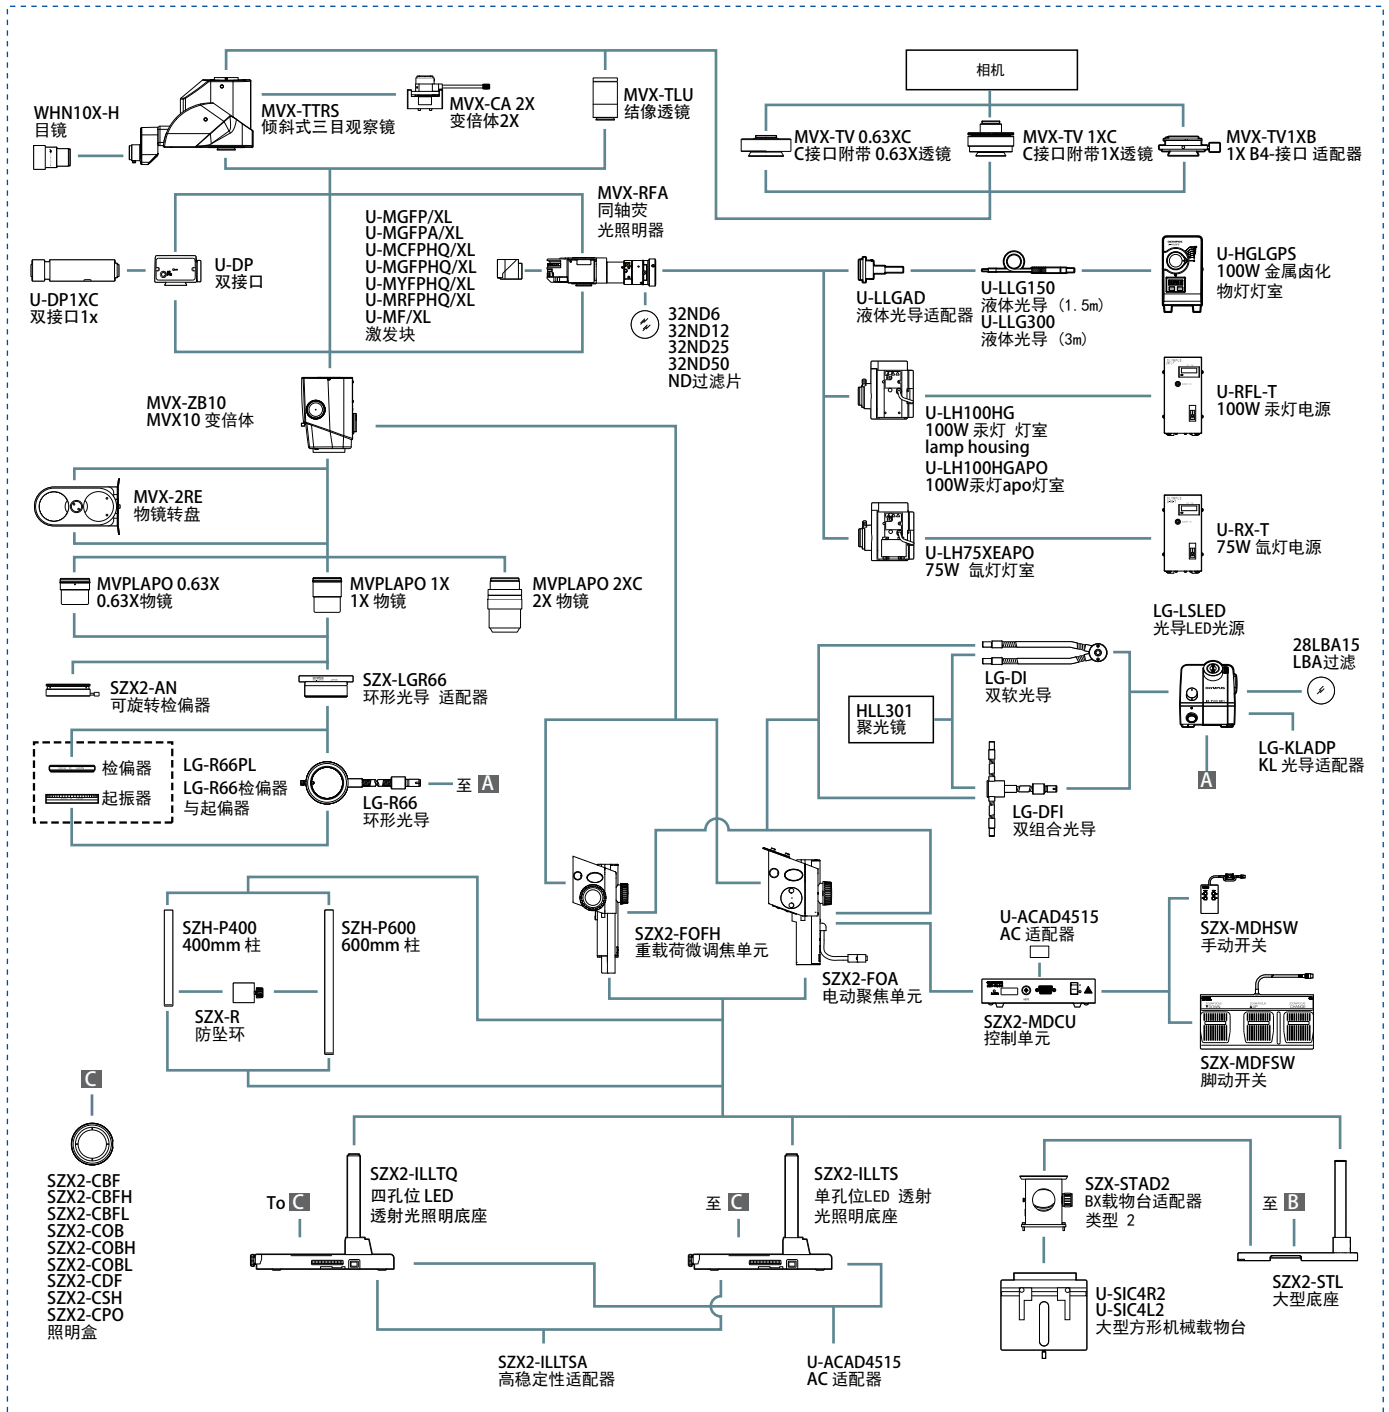 相机
WHN10X-H
目镜
MVX-TTRS
倾斜式三目观察镜
MVX-CA 2X
变倍体2X
MVX-TLU
结像透镜
MVX-TV 0.63XC
C接口附带 0.63X透镜
MVX-TV 1XC
C接口附带1X透镜
MVX-TV1XB
1X B4-接口 适配器
U-DP1XC
双接口1x
U-DP
双接口
U-MGFP/XL
U-MGFPA/XL
U-MCFPHQ/XL
U-MGFPHQ/XL
U-MYFPHQ/XL
U-MRFPHQ/XL
U-MF/XL
激发块
MVX-RFA
同轴荧
光照明器
32ND6
32ND12
32ND25
32ND50
ND过滤片
U-LLGAD
液体光导适配器
U-LLG150
液体光导 (1.5m)
U-LLG300
液体光导 (3m)
U-HGLGPS
100W 金属卤化
物灯灯室
MVX-ZB10
MVX10 变倍体
U-LH100HG
100W 汞灯 灯室
lamp housing
U-LH100HGAPO
100W汞灯apo灯室
U-RFL-T
100W 汞灯电源
MVX-2RE
物镜转盘
U-LH75XEAPO
75W 氙灯灯室
U-RX-T
75W 氙灯电源
MVPLAPO 0.63X
0.63X物镜
MVPLAPO 1X
1X 物镜
MVPLAPO 2XC
2X 物镜
SZX2-AN
可旋转检偏器
SZX-LGR66
环形光导 适配器
LG-DI
双软光导
HLL301
聚光镜
LG-DFI
双组合光导
LG-LSLED
光导LED光源
28LBA15
LBA过滤
LG-KLADP
KL 光导适配器
A
检偏器
起振器
LG-R66PL
LG-R66检偏器
与起偏器
LG-R66
环形光导
至 A
SZH-P400
400mm 柱
SZH-P600
600mm 柱
SZX-R
防坠环
SZX2-FOFH
重载荷微调焦单元
SZX2-FOA
电动聚焦单元
U-ACAD4515
AC 适配器
SZX2-MDCU
控制单元
SZX-MDHSW
手动开关
SZX-MDFSW
脚动开关
C
SZX2-CBF
SZX2-CBFH
SZX2-CBFL
SZX2-COB
SZX2-COBH
SZX2-COBL
SZX2-CDF
SZX2-CSH
SZX2-CPO
照明盒
To C
SZX2-ILLTQ
四孔位 LED
透射光照明底座
至 C
SZX2-ILLTS
单孔位LED 透射
光照明底座
SZX-STAD2
BX载物台适配器
类型 2
至 B
SZX2-STL
大型底座
U-SIC4R2
U-SIC4L2
大型方形机械载物台
SZX2-ILLTSA
高稳定性适配器
U-ACAD4515
AC 适配器